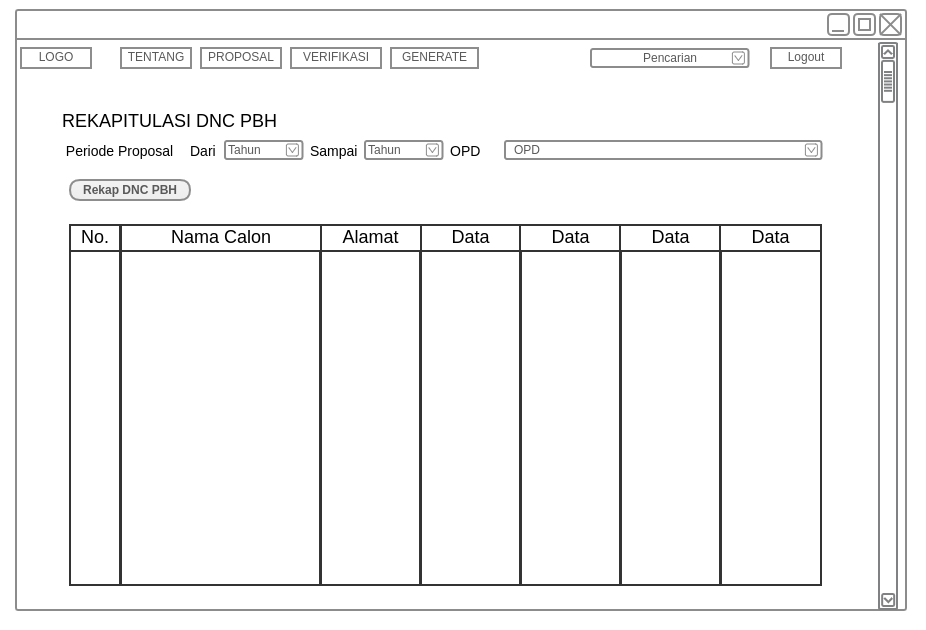 LOGO TENTANG PROPOSAL VERIFIKASI GENERATE Pencarian Logout
REKAPITULASI DNC PBH
Periode Proposal Dari Tahun Sampai Tahun OPD OPD
Rekap DNC PBH
No. Nama Calon Alamat Data Data Data Data